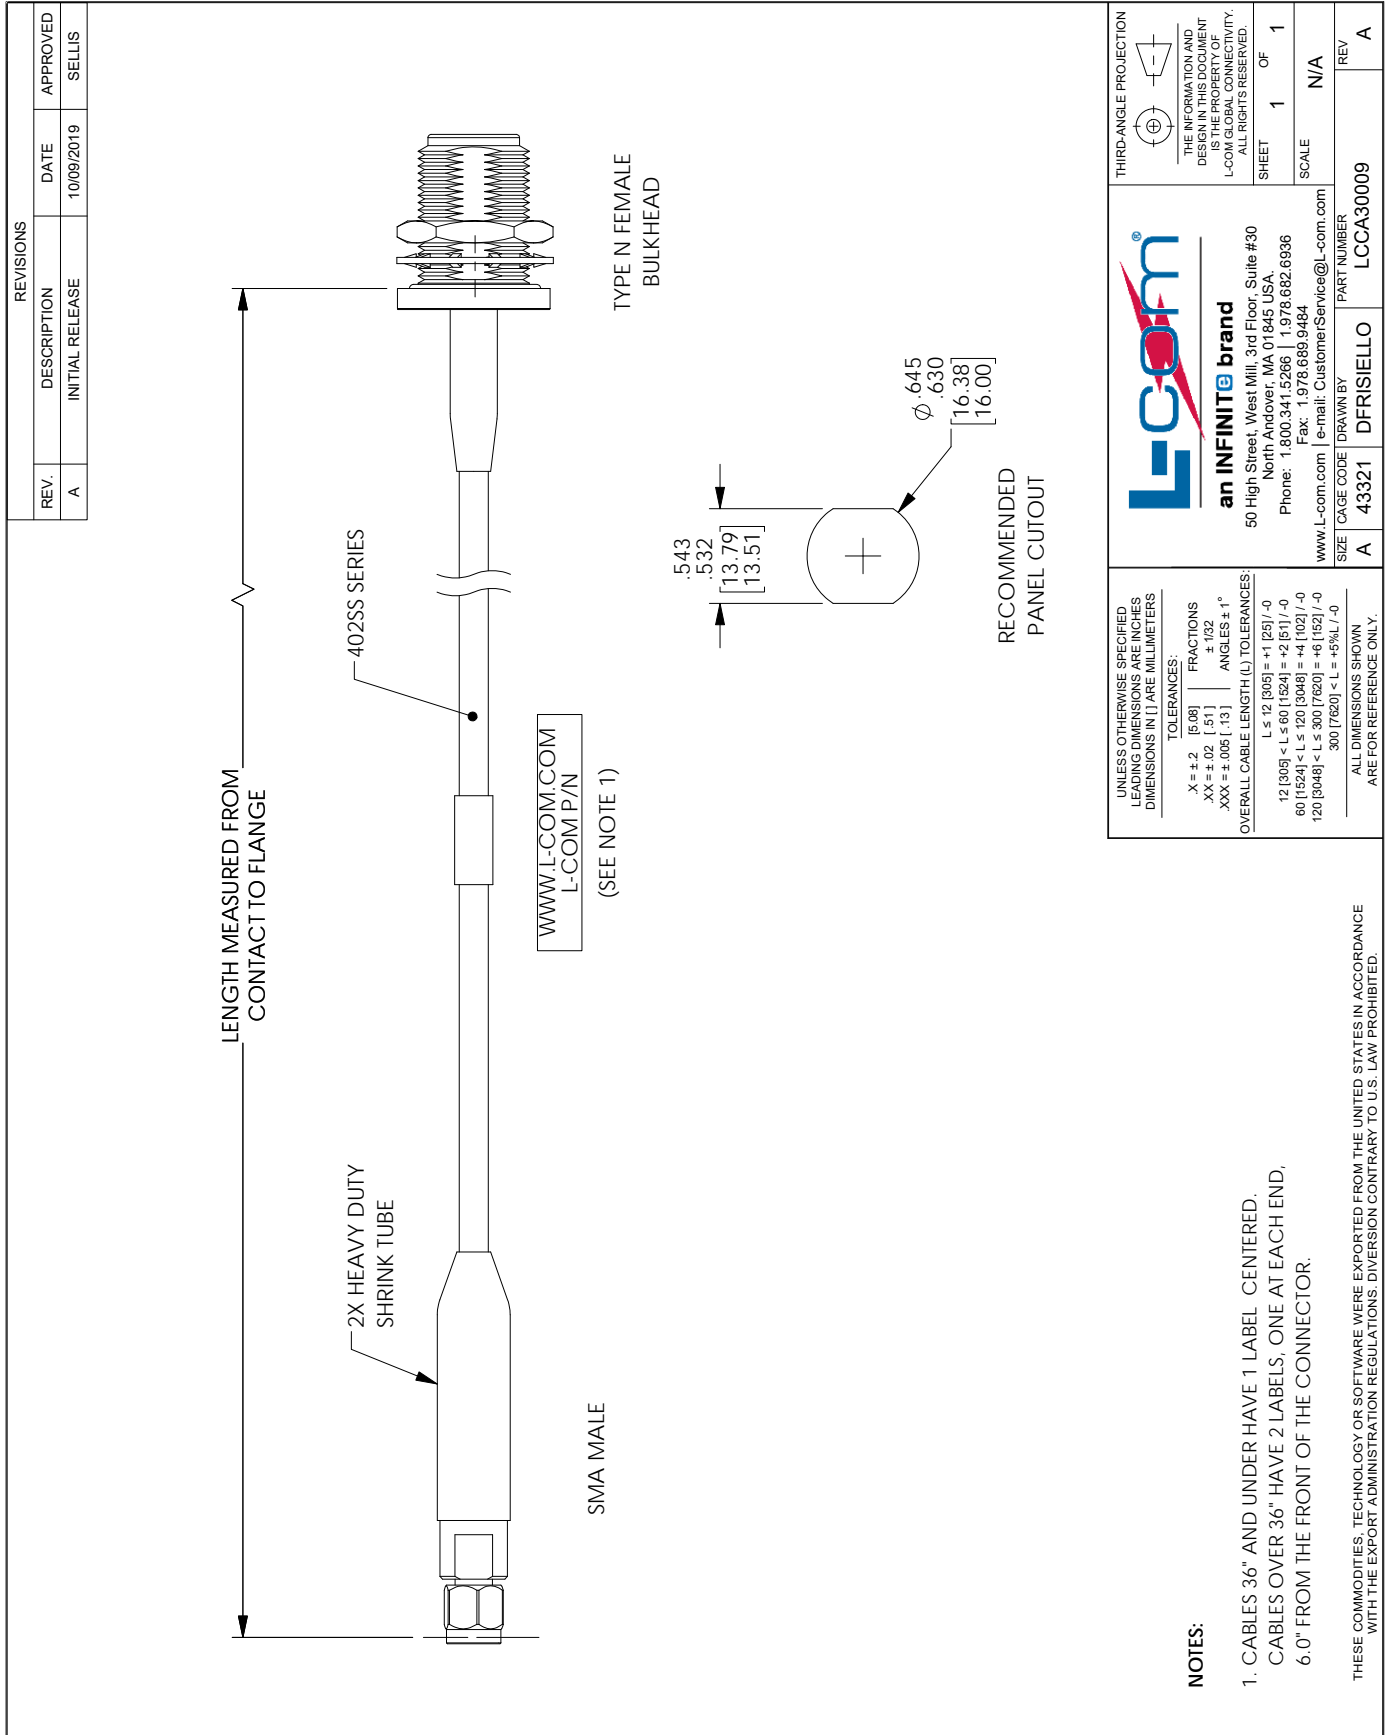 REVISIONS
REV.
DESCRIPTION
DATE
APPROVED
A
INITIAL RELEASE
10/09/2019
SELLIS
LENGTH MEASURED FROM
CONTACT TO FLANGE
2X HEAVY DUTY
SHRINK TUBE
402SS SERIES
WWW.L-COM.COM
L-COM P/N
(SEE NOTE 1)
SMA MALE
TYPE N FEMALE
BULKHEAD
.543
.532
[13.79]
[13.51]
Ø .645
.630
[16.38]
[16.00]
RECOMMENDED
PANEL CUTOUT
NOTES:
1. CABLES 36" AND UNDER HAVE 1 LABEL CENTERED.
CABLES OVER 36" HAVE 2 LABELS, ONE AT EACH END,
6.0" FROM THE FRONT OF THE CONNECTOR.
THESE COMMODITIES, TECHNOLOGY OR SOFTWARE WERE EXPORTED FROM THE UNITED STATES IN ACCORDANCE
WITH THE EXPORT ADMINISTRATION REGULATIONS. DIVERSION CONTRARY TO U.S. LAW PROHIBITED.
UNLESS OTHERWISE SPECIFIED
LEADING DIMENSIONS ARE INCHES
DIMENSIONS IN [ ] ARE MILLIMETERS
TOLERANCES:
.X = ± .2 [5.08]
.XX = ± .02 [.51]
.XXX = ± .005 [.13]
FRACTIONS
± 1/32
ANGLES ± 1°
OVERALL CABLE LENGTH (L) TOLERANCES:
L ≤ 12 [305] = +1 [25] / -0
12 [305] < L ≤ 60 [1524] = +2 [51] / -0
60 [1524] < L ≤ 120 [3048] = +4 [102] / -0
120 [3048] < L ≤ 300 [7620] = +6 [152] / -0
300 [7620] < L = +5%L / -0
ALL DIMENSIONS SHOWN
ARE FOR REFERENCE ONLY.
L-com®
an INFINITe brand
50 High Street, West Mill, 3rd Floor, Suite #30
North Andover, MA 01845 USA.
Phone: 1.800.341.5266 | 1.978.682.6936
Fax: 1.978.689.9484
www.L-com.com | e-mail: CustomerService@L-com.com
THIRD-ANGLE PROJECTION
THE INFORMATION AND
DESIGN IN THIS DOCUMENT
IS THE PROPERTY OF
L-COM GLOBAL CONNECTIVITY.
ALL RIGHTS RESERVED.
SHEET
1 OF 1
SCALE
N/A
SIZE
A
CAGE CODE
43321
DRAWN BY
DFRISIELLO
PART NUMBER
LCCA30009
REV
A